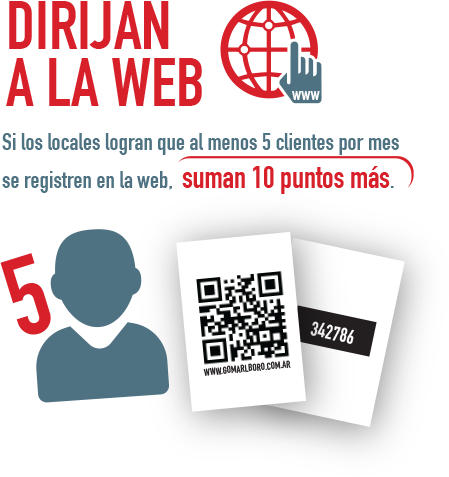 DIRIJAN
A LA WEB
WWW
Si los locales logran que al menos 5 clientes por mes
se registren en la web, suman 10 puntos más.
5
342786
WWW.GOMARLBORO.COM.AR